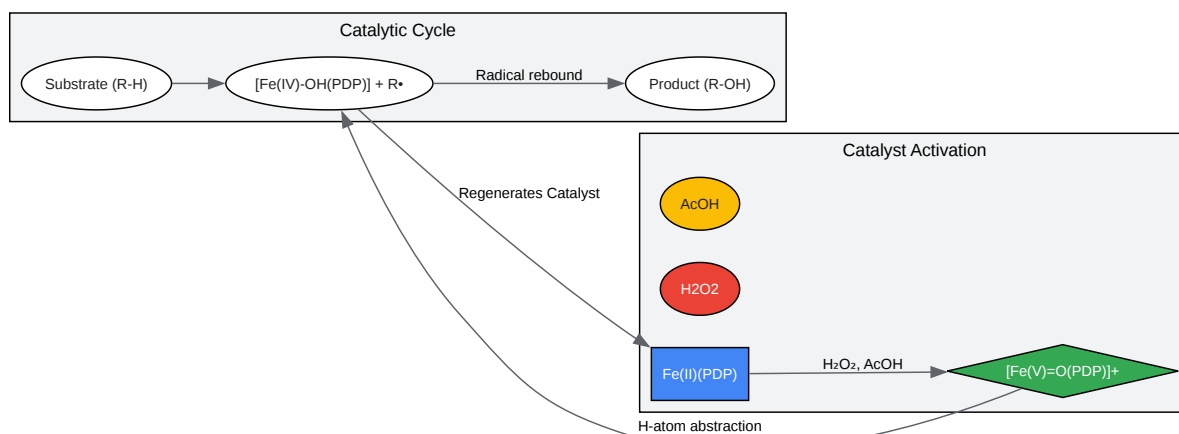 Catalytic Cycle
Substrate (R-H)
[Fe(IV)-OH(PDP)] + R•
Radical rebound
Product (R-OH)
Regenerates Catalyst
Catalyst Activation
AcOH
H2O2
Fe(II)(PDP)
H₂O₂, AcOH
[Fe(V)=O(PDP)]+
H-atom abstraction